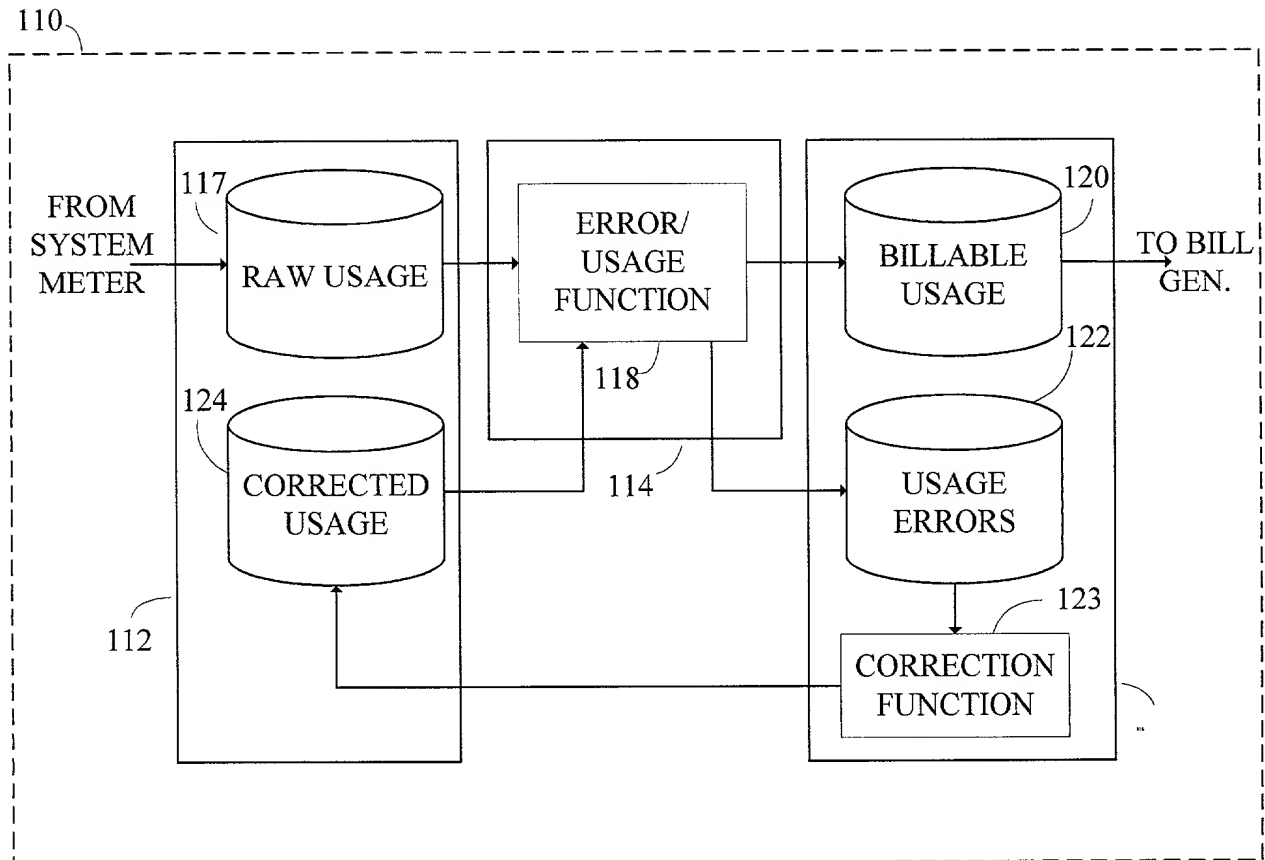 110
117
FROM
SYSTEM
METER
RAW USAGE
ERROR/
USAGE
FUNCTION
118
120
BILLABLE
USAGE
TO BILL
GEN.
122
124
CORRECTED
USAGE
114
USAGE
ERRORS
112
123
CORRECTION
FUNCTION